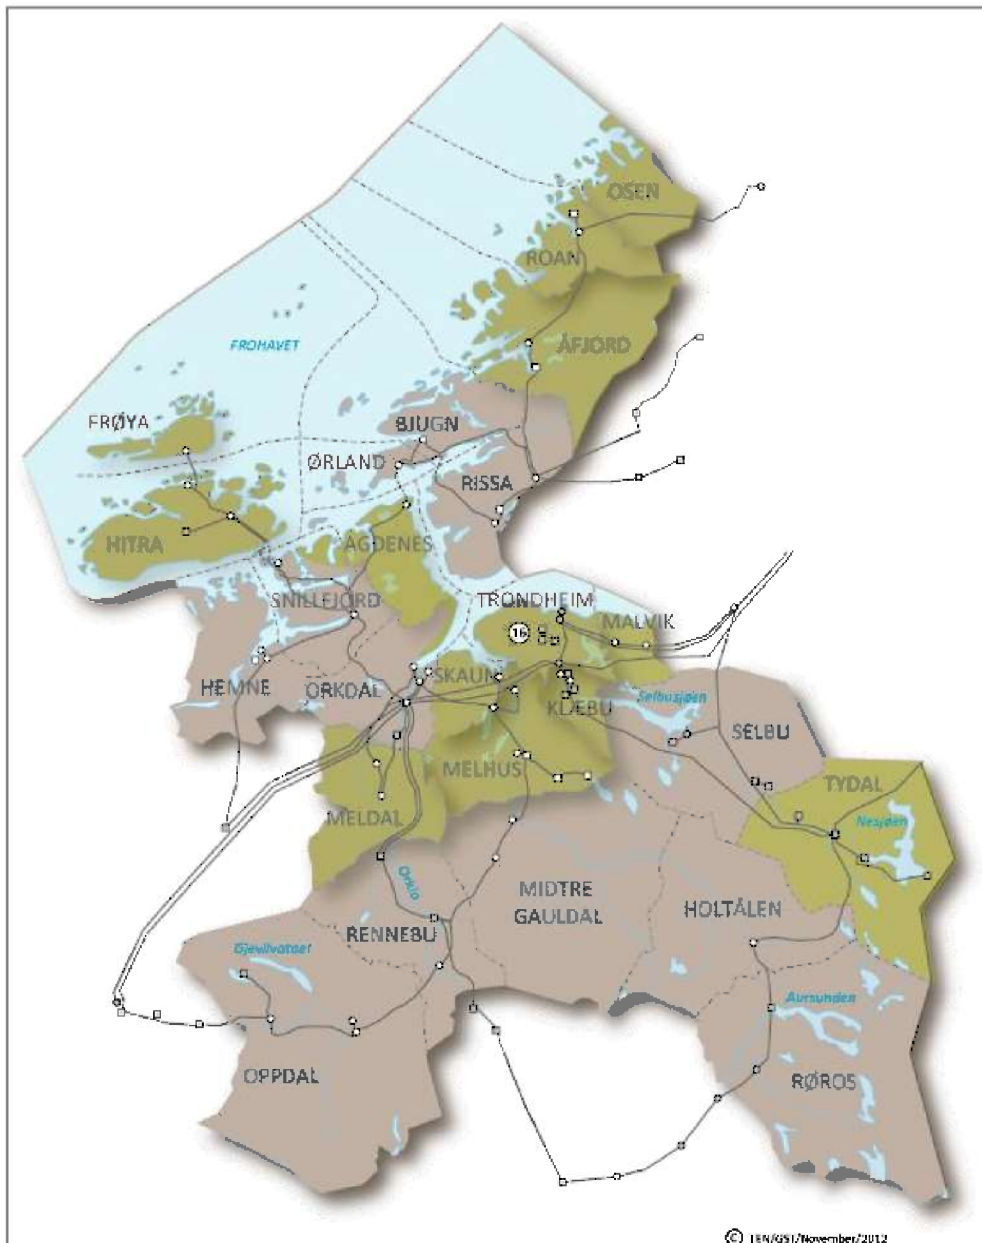 OSEN
ROAN
FROHAVET
ÅFJORD
FRØYA
BJUGN
ØRLAND
RISSA
HITRA
AGDENES
SNILLFJORD
TRONDHEIM
16
MALVIK
HEMNE
ORKDAL
SKAUN
KLÆBU
Selbusjøen
SELBU
MELHUS
TYDAL
MELDAL
Nesjøen
Orkla
MIDTRE
GAULDAL
HOLTÅLEN
RENNEBU
Gjevilvatnet
Aursunden
OPPDAL
RØROS
© TEN/GST/November/2012